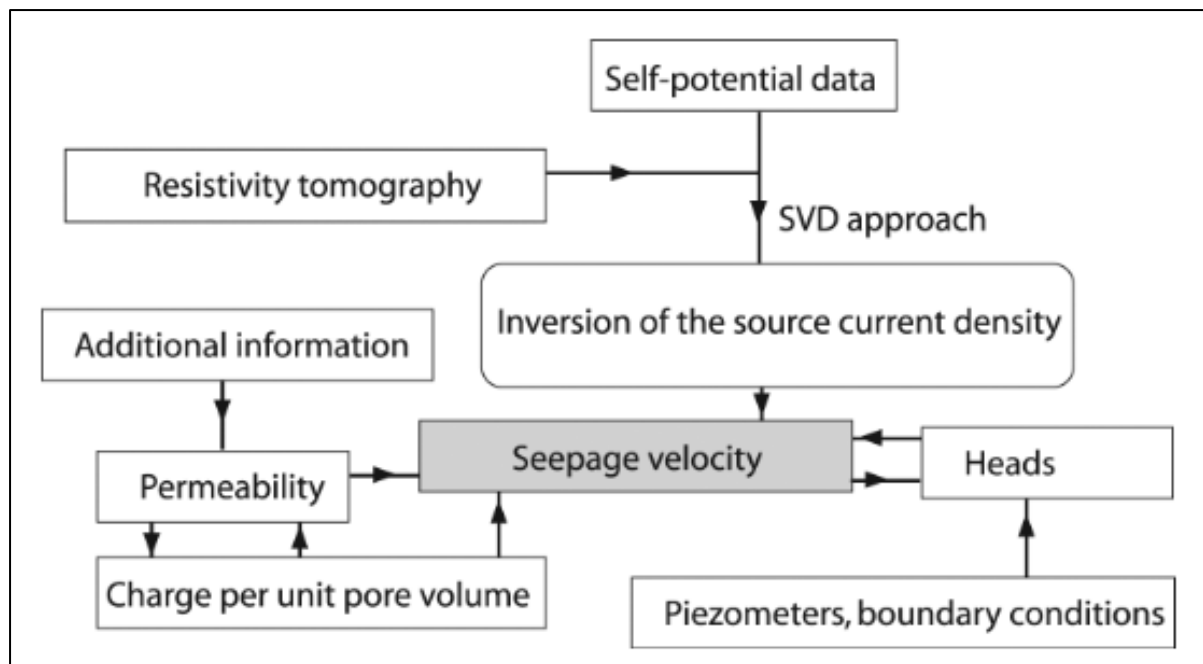 Self-potential data
Resistivity tomography
SVD approach
Inversion of the source current density
Additional information
Seepage velocity
Heads
Permeability
Charge per unit pore volume
Piezometers, boundary conditions